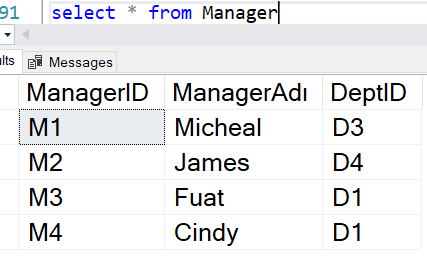 91 select * from Manager
lts Messages
ManagerID ManagerAdı DeptID
M1 Micheal D3
M2 James D4
M3 Fuat D1
M4 Cindy D1